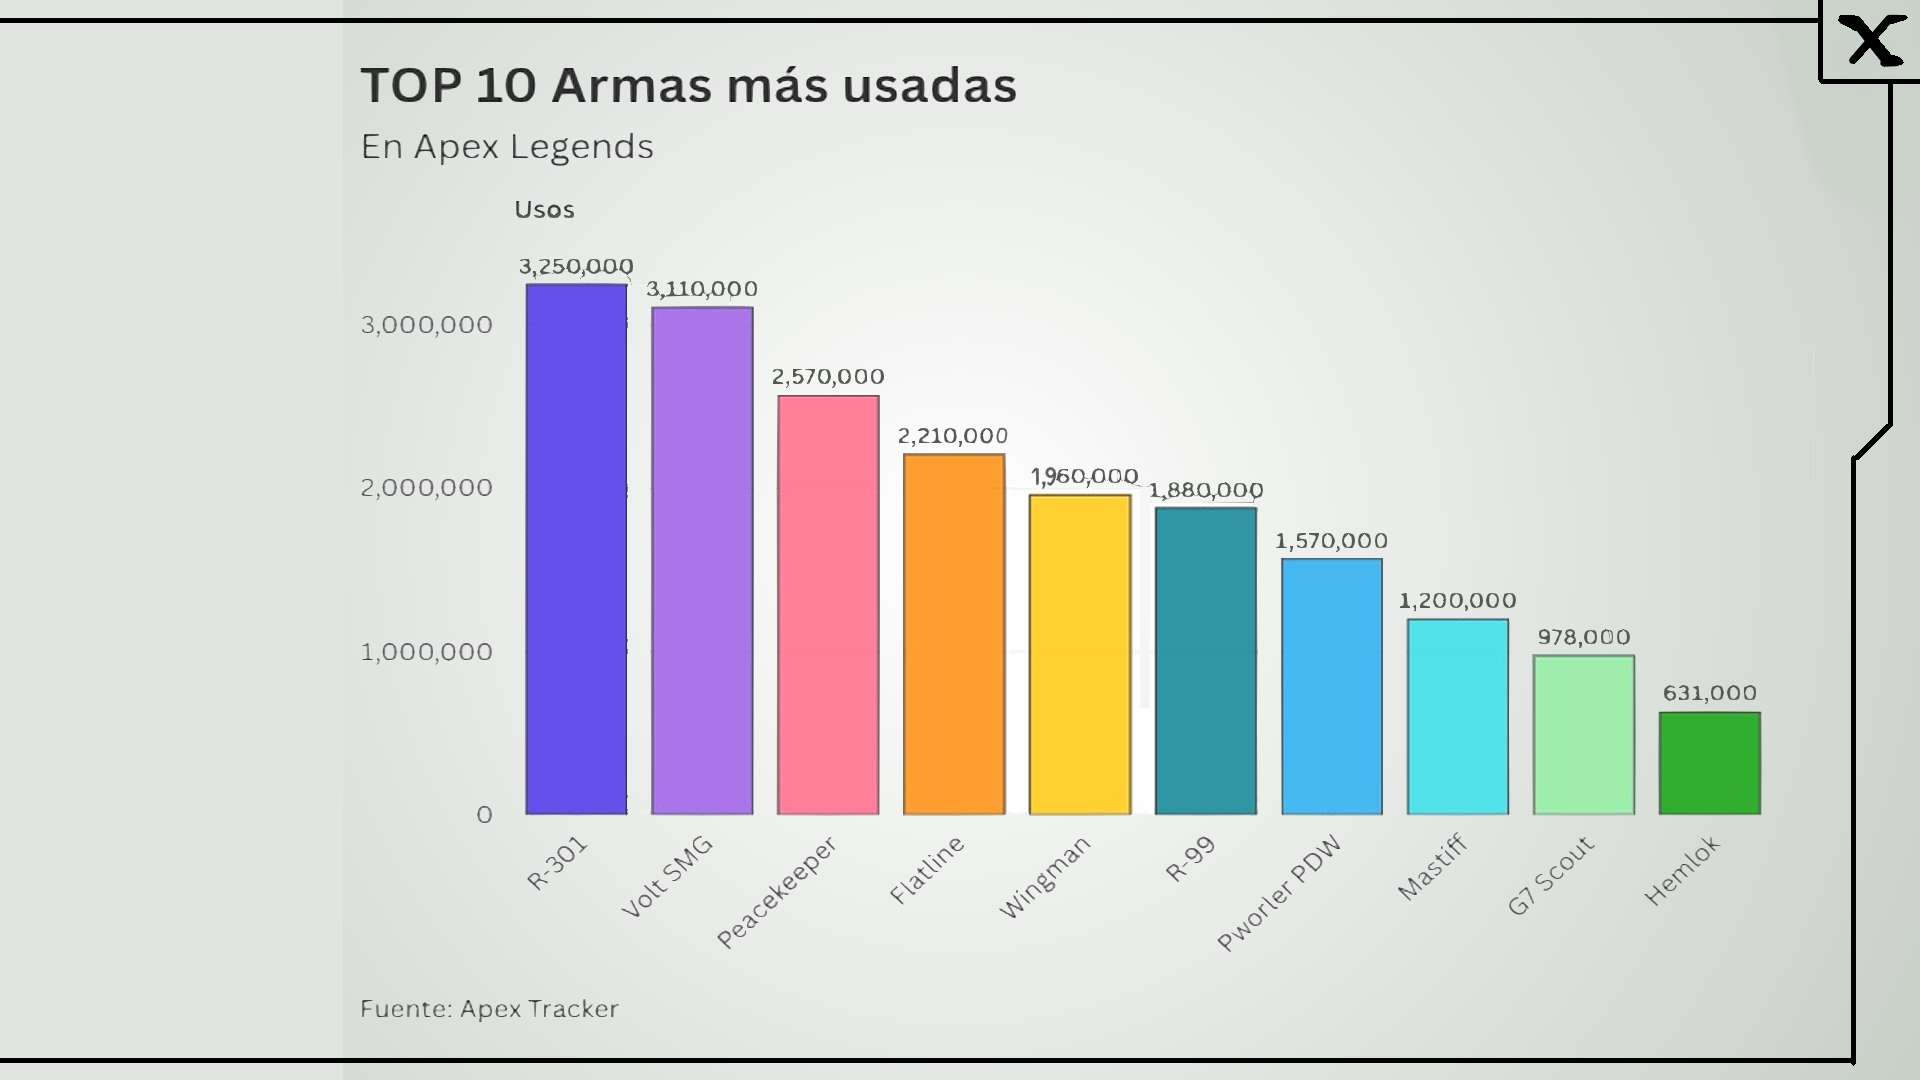 X
TOP 10 Armas más usadas
En Apex Legends
Usos
3,250,000
3,110,000
2,570,000
2,210,000
1,960,000
1,880,000
1,570,000
1,200,000
978,000
631,000
3,000,000
2,000,000
1,000,000
0
R-301
Volt SMG
Peacekeeper
Flatline
Wingman
R-99
Pworler PDW
Mastiff
G7 Scout
Hemlok
Fuente: Apex Tracker